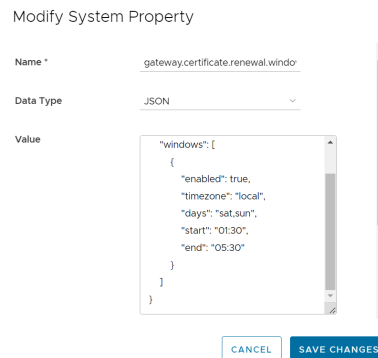 Modify System Property
Name *
gateway.certificate.renewal.windo
Data Type
JSON
Value
"windows": [
{
"enabled": true,
"timezone": "local",
"days": "sat,sun",
"start": "01:30",
"end": "05:30"
}
]
}
CANCEL
SAVE CHANGES